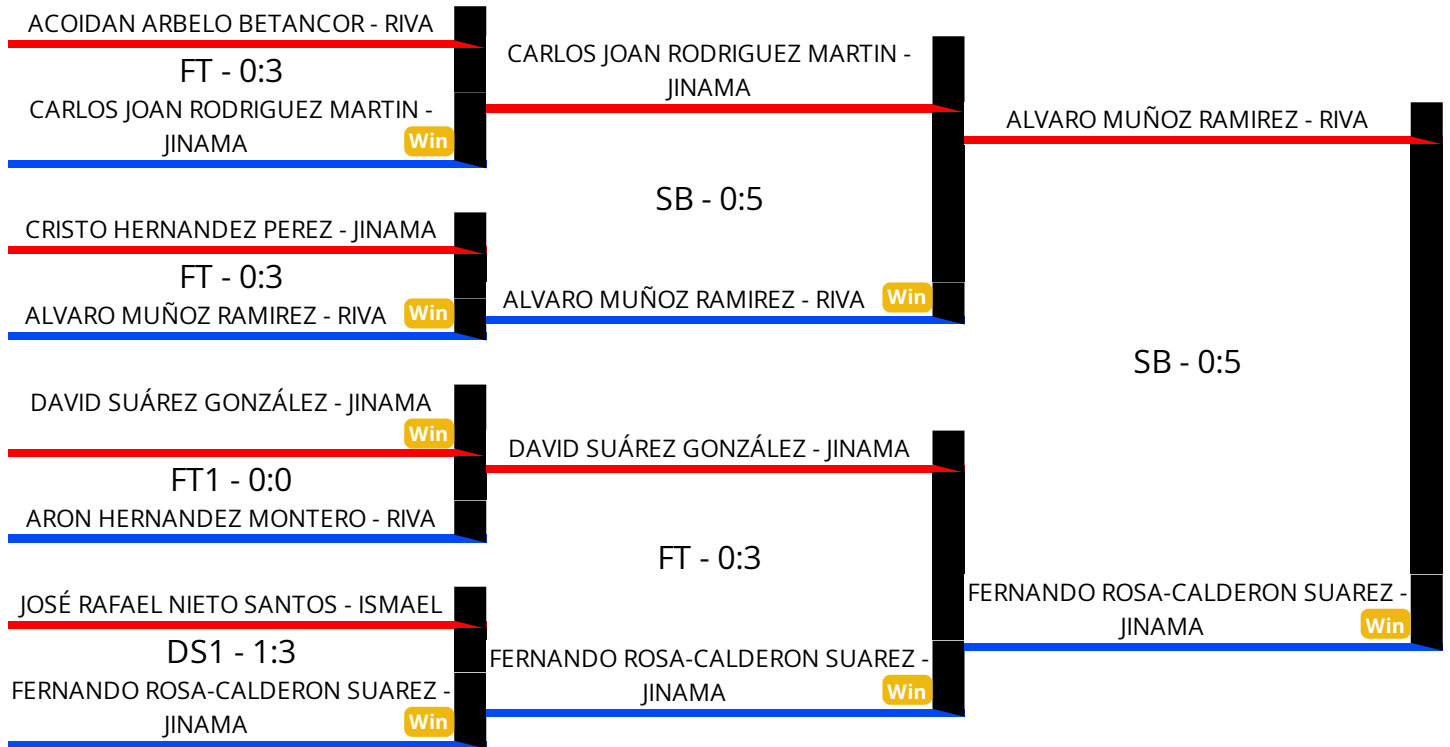 ACOIDAN ARBELO BETANCOR - RIVA
FT - 0:3
CARLOS JOAN RODRIGUEZ MARTIN -
JINAMA
Win
CRISTO HERNANDEZ PEREZ - JINAMA
FT - 0:3
ALVARO MUÑOZ RAMIREZ - RIVA
Win
DAVID SUÁREZ GONZÁLEZ - JINAMA
Win
FT1 - 0:0
ARON HERNANDEZ MONTERO - RIVA
JOSÉ RAFAEL NIETO SANTOS - ISMAEL
DS1 - 1:3
FERNANDO ROSA-CALDERON SUAREZ -
JINAMA
Win
CARLOS JOAN RODRIGUEZ MARTIN -
JINAMA
SB - 0:5
ALVARO MUÑOZ RAMIREZ - RIVA
Win
DAVID SUÁREZ GONZÁLEZ - JINAMA
FT - 0:3
FERNANDO ROSA-CALDERON SUAREZ -
JINAMA
Win
ALVARO MUÑOZ RAMIREZ - RIVA
SB - 0:5
FERNANDO ROSA-CALDERON SUAREZ -
JINAMA
Win